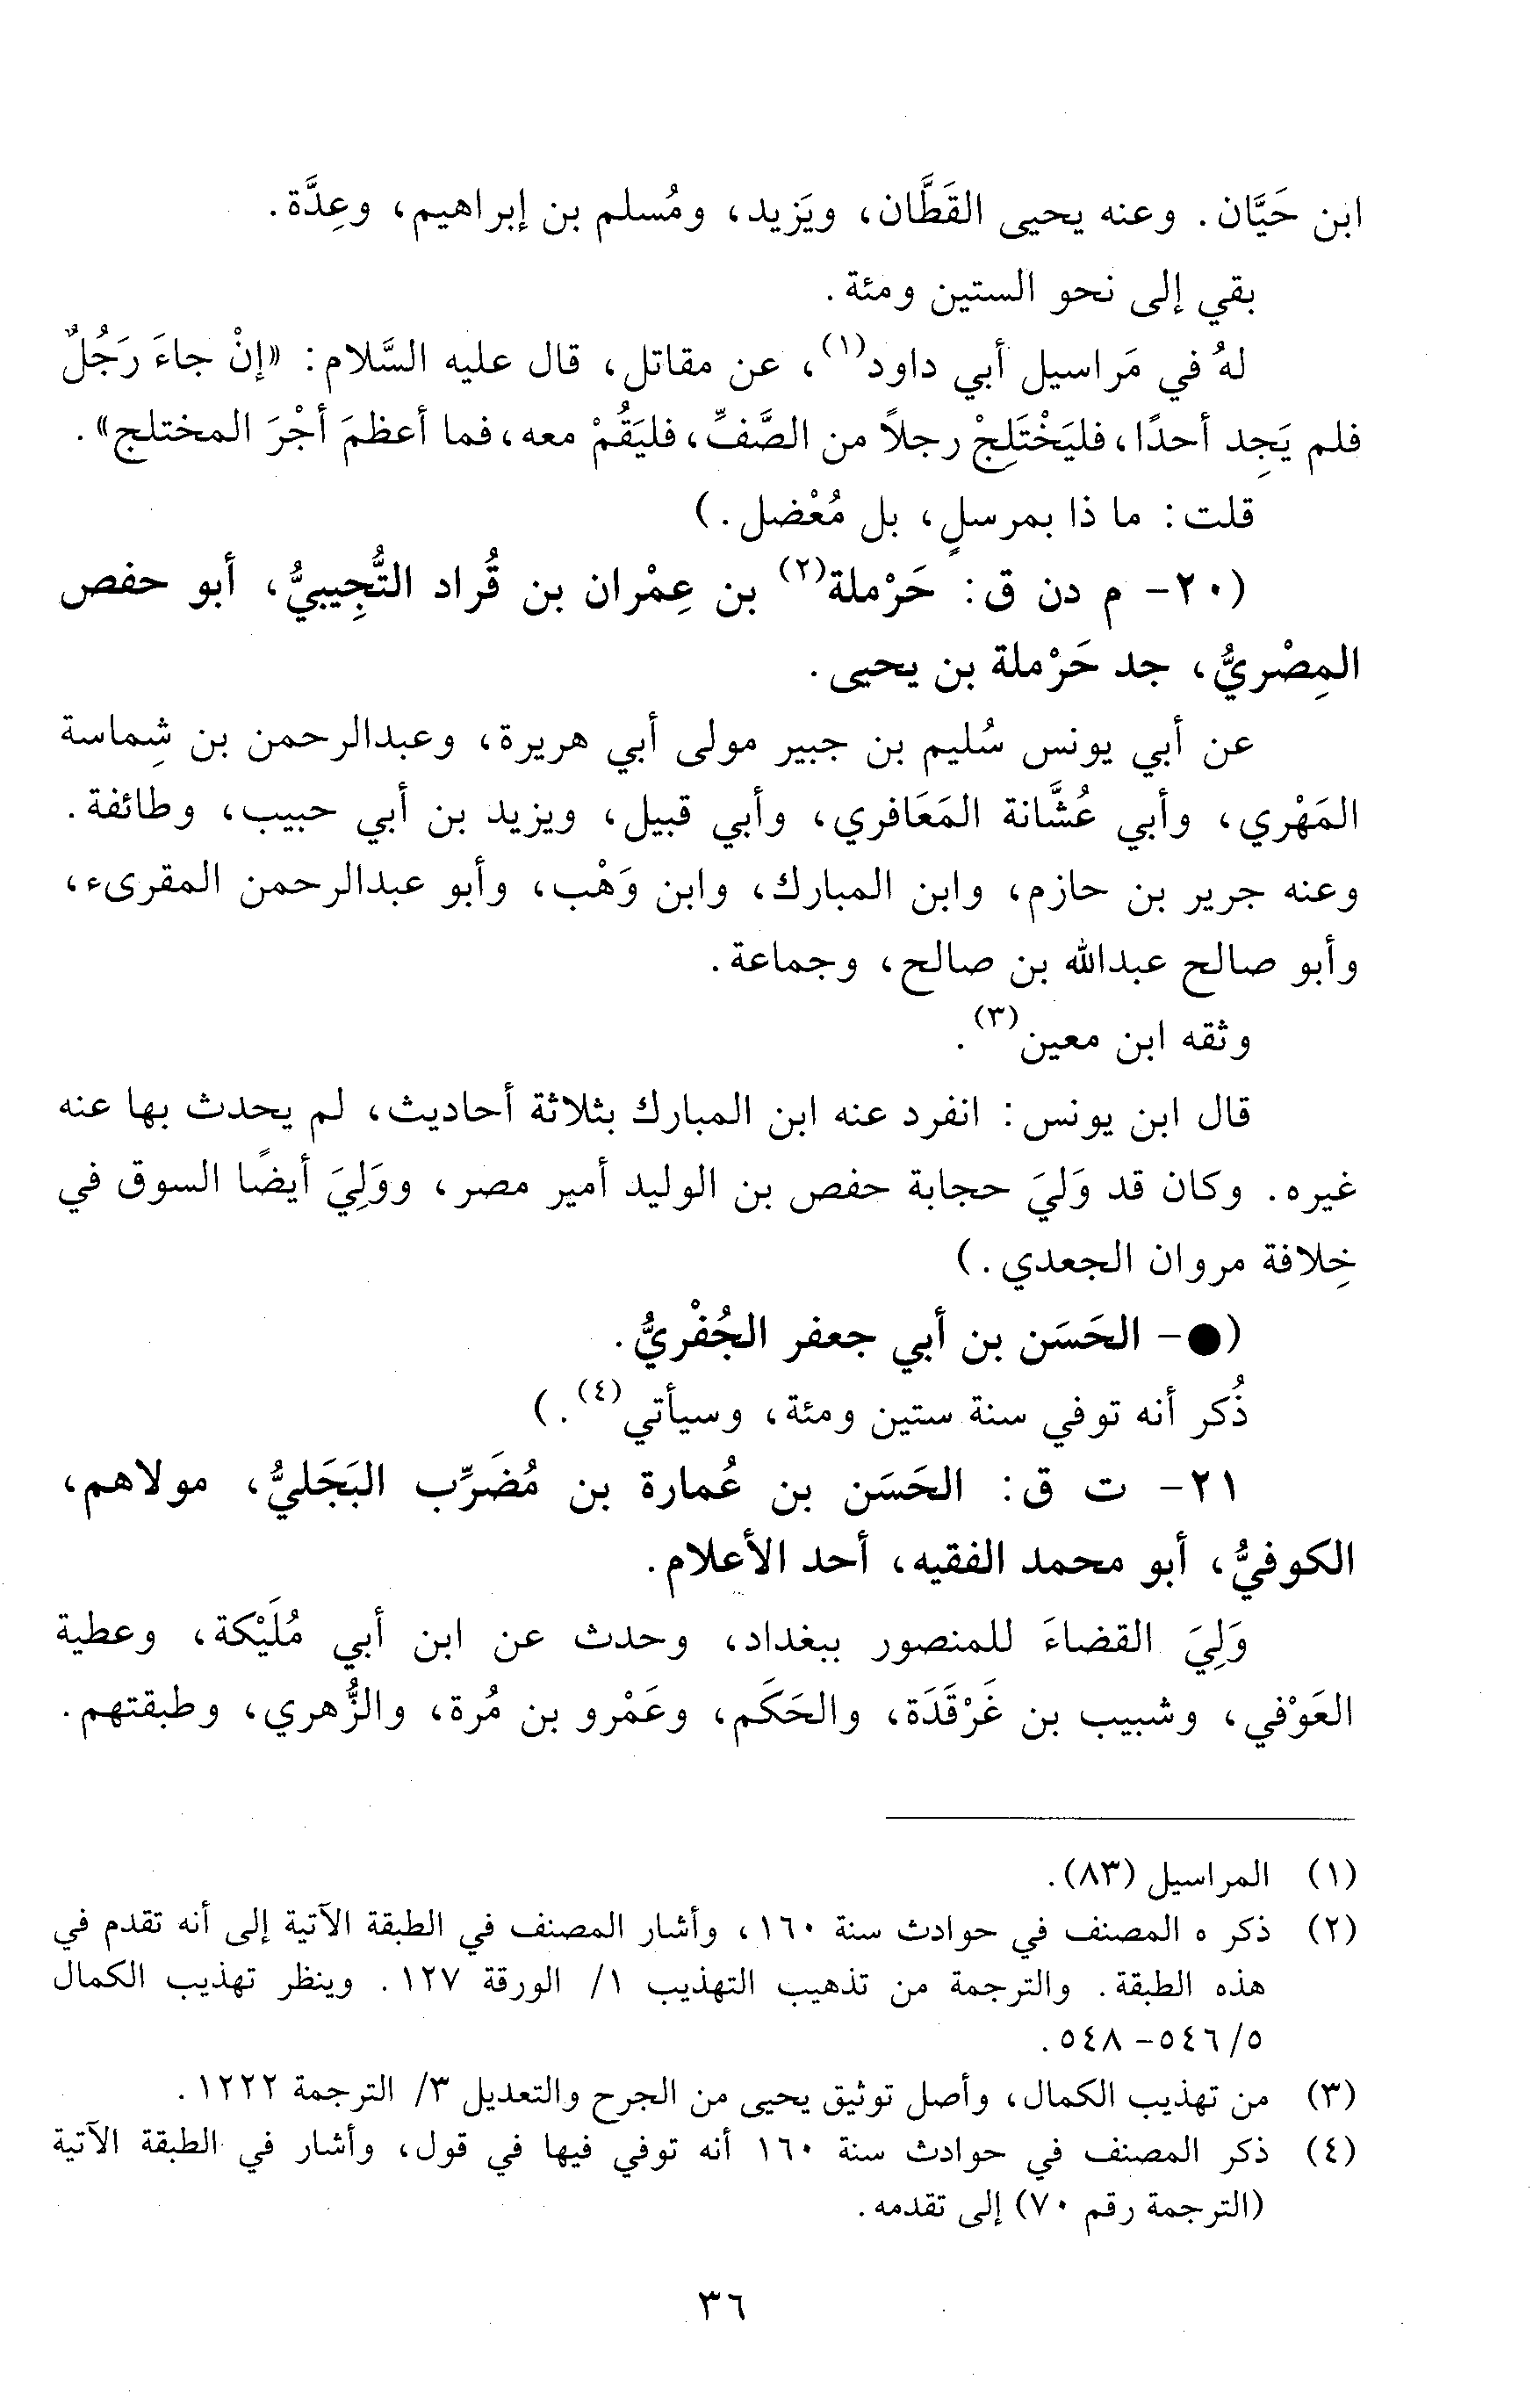 ابن حَيَّان. وعنه يحيى القَطَّان، ويَزيد، ومُسلم بن إبراهيم، وعِدَّة.
بقي إلى نحو الستين ومئة.
لهُ في مَراسيل أبي داود(١)، عن مقاتل، قال عليه السَّلام: «إنْ جاءَ رَجُلٌ
فلم يَجِد أحدًا، فليَخْتَلِجْ رجلاً من الصَّفِّ، فليَقُمْ معه، فما أعظمَ أجْرَ المختلج».
قلت: ما ذا بمرسلٍ، بل مُعْضل.)
(٢٠- م دن ق: حَرْملة(٢) بن عِمْران بن قُراد التُّجِيبيُّ، أبو حفص
المِصْريُّ، جد حَرْملة بن يحيى.
عن أبي يونس سُليم بن جبير مولى أبي هريرة، وعبدالرحمن بن شِماسة
المَهْري، وأبي عُشَّانة المَعَافري، وأبي قبيل، ويزيد بن أبي حبيب، وطائفة.
وعنه جرير بن حازم، وابن المبارك، وابن وَهْب، وأبو عبدالرحمن المقرىء،
وأبو صالح عبدالله بن صالح، وجماعة.
وثقه ابن معين(٣).
قال ابن يونس: انفرد عنه ابن المبارك بثلاثة أحاديث، لم يحدث بها عنه
غيره. وكان قد وَليَ حجابة حفص بن الوليد أمير مصر، ووَلِيَ أيضًا السوق في
خِلافة مروان الجعدي.)
(●- الحَسَن بن أبي جعفر الجُفْريُّ.
ذُكر أنه توفي سنة ستين ومئة، وسيأتي(٤).)
٢١- ت ق: الحَسَن بن عُمارة بن مُضَرِّب البَجَليُّ، مولاهم،
الكوفيُّ، أبو محمد الفقيه، أحد الأعلام.
وَلِيَ القضاءَ للمنصور ببغداد، وحدث عن ابن أبي مُلَيْكة، وعطية
العَوْفي، وشبيب بن غَرْقَدَة، والحَكَم، وعَمْرو بن مُرة، والزُّهري، وطبقتهم.
(١) المراسيل (٨٣).
(٢) ذكر ه المصنف في حوادث سنة ١٦٠، وأشار المصنف في الطبقة الآتية إلى أنه تقدم في
هذه الطبقة. والترجمة من تذهيب التهذيب ١/ الورقة ١٢٧. وينظر تهذيب الكمال
٥/ ٥٤٦- ٥٤٨.
(٣) من تهذيب الكمال، وأصل توثيق يحيى من الجرح والتعديل ٣/ الترجمة ١٢٢٢.
(٤) ذكر المصنف في حوادث سنة ١٦٠ أنه توفي فيها في قول، وأشار في الطبقة الآتية
(الترجمة رقم ٧٠) إلى تقدمه.
٣٦